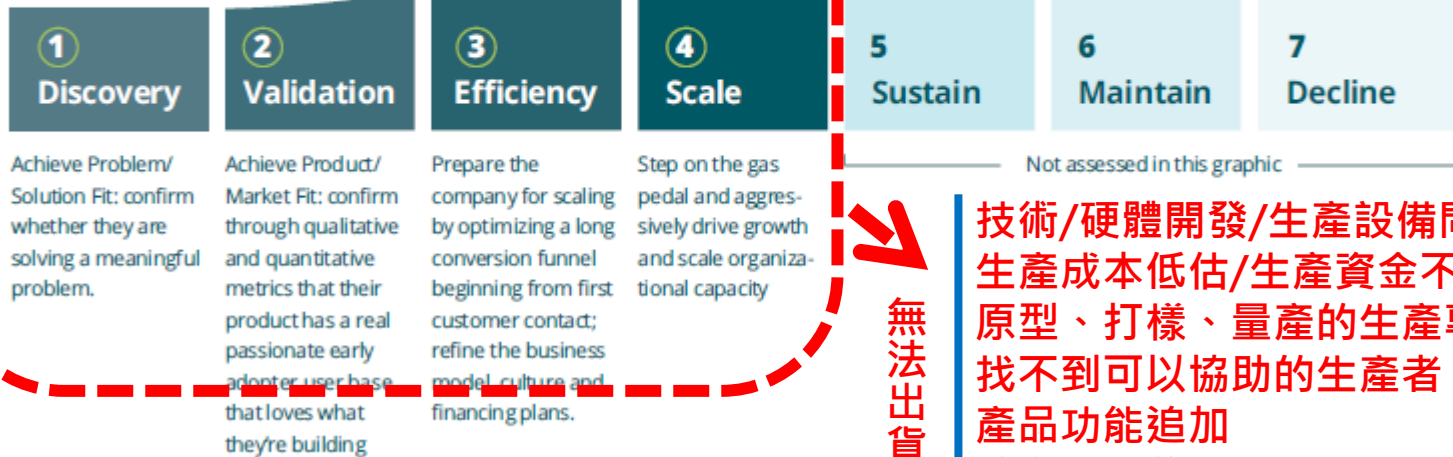 1
Discovery
Achieve Problem/
Solution Fit: confirm
whether they are
solving a meaningful
problem.
2
Validation
Achieve Product/
Market Fit: confirm
through qualitative
and quantitative
metrics that their
product has a real
passionate early
adopter user base
that loves what
they're building
3
Efficiency
Prepare the
company for scaling
by optimizing a long
conversion funnel
beginning from first
customer contact;
refine the business
model, culture and
financing plans.
4
Scale
Step on the gas
pedal and aggres-
sively drive growth
and scale organiza-
tional capacity
5
Sustain
6
Maintain
7
Decline
Not assessed in this graphic
無法出貨
技術/硬體開發/生產設備
生產成本低估/生產資金不
原型、打樣、量產的生產
找不到可以協助的生產者
產品功能追加